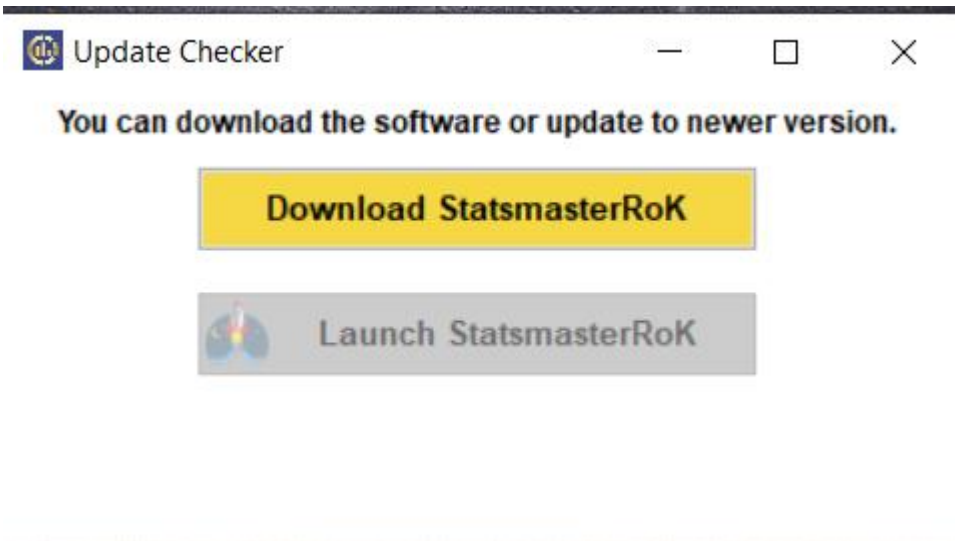 Update Checker
You can download the software or update to newer version.
Download StatsmasterRoK
Launch StatsmasterRoK